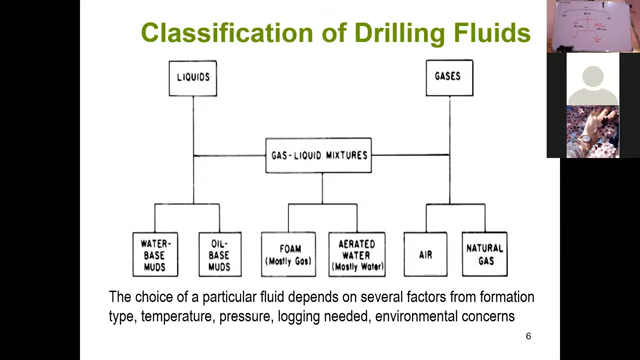 Classification of Drilling Fluids
LIQUIDS
GASES
GAS-LIQUID MIXTURES
WATER-
BASE
MUDS
OIL-
BASE
MUDS
FOAM
(Mostly Gas)
AERATED
WATER
(Mostly Water)
AIR
NATURAL
GAS
The choice of a particular fluid depends on several factors from formation
type, temperature, pressure, logging needed, environmental concerns
6